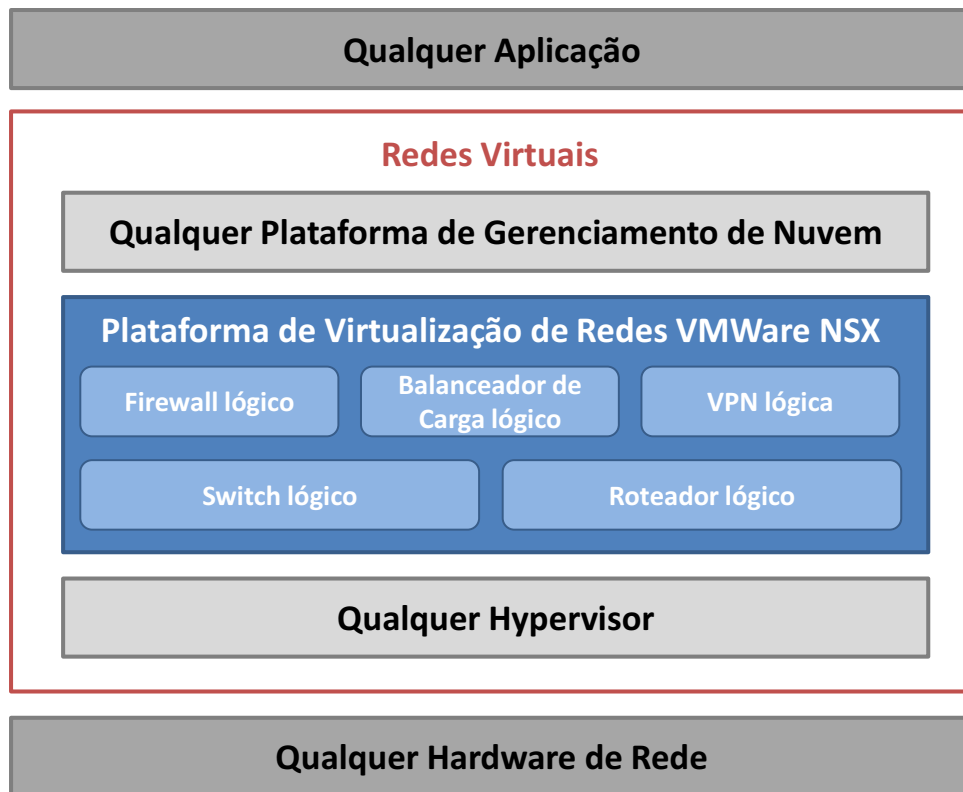 Qualquer Aplicação
Redes Virtuais
Qualquer Plataforma de Gerenciamento de Nuvem
Plataforma de Virtualização de Redes VMWare NSX
Firewall lógico
Balanceador de
Carga lógico
VPN lógica
Switch lógico
Roteador lógico
Qualquer Hypervisor
Qualquer Hardware de Rede